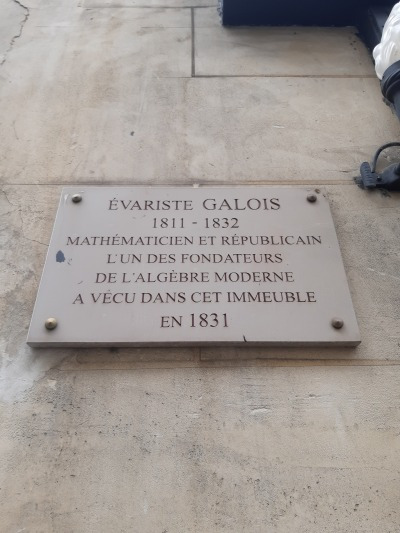 ÉVARISTE GALOIS
1811 - 1832
MATHÉMATICIEN ET RÉPUBLICAIN
L'UN DES FONDATEURS
DE L'ALGÈBRE MODERNE
A VÉCU DANS CET IMMEUBLE
EN 1831